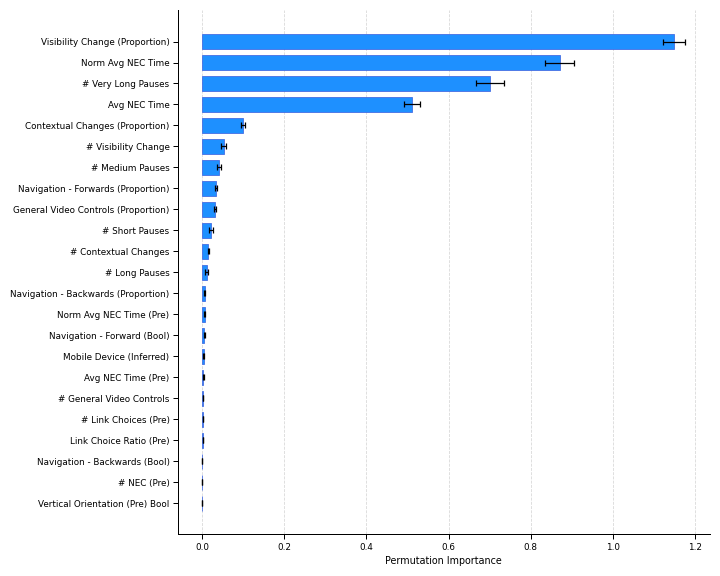 Visibility Change (Proportion)
Norm Avg NEC Time
# Very Long Pauses
Avg NEC Time
Contextual Changes (Proportion)
# Visibility Change
# Medium Pauses
Navigation - Forwards (Proportion)
General Video Controls (Proportion)
# Short Pauses
# Contextual Changes
# Long Pauses
Navigation - Backwards (Proportion)
Norm Avg NEC Time (Pre)
Navigation - Forward (Bool)
Mobile Device (Inferred)
Avg NEC Time (Pre)
# General Video Controls
# Link Choices (Pre)
Link Choice Ratio (Pre)
Navigation - Backwards (Bool)
# NEC (Pre)
Vertical Orientation (Pre) Bool
0.0 0.2 0.4 0.6 0.8 1.0 1.2
Permutation Importance